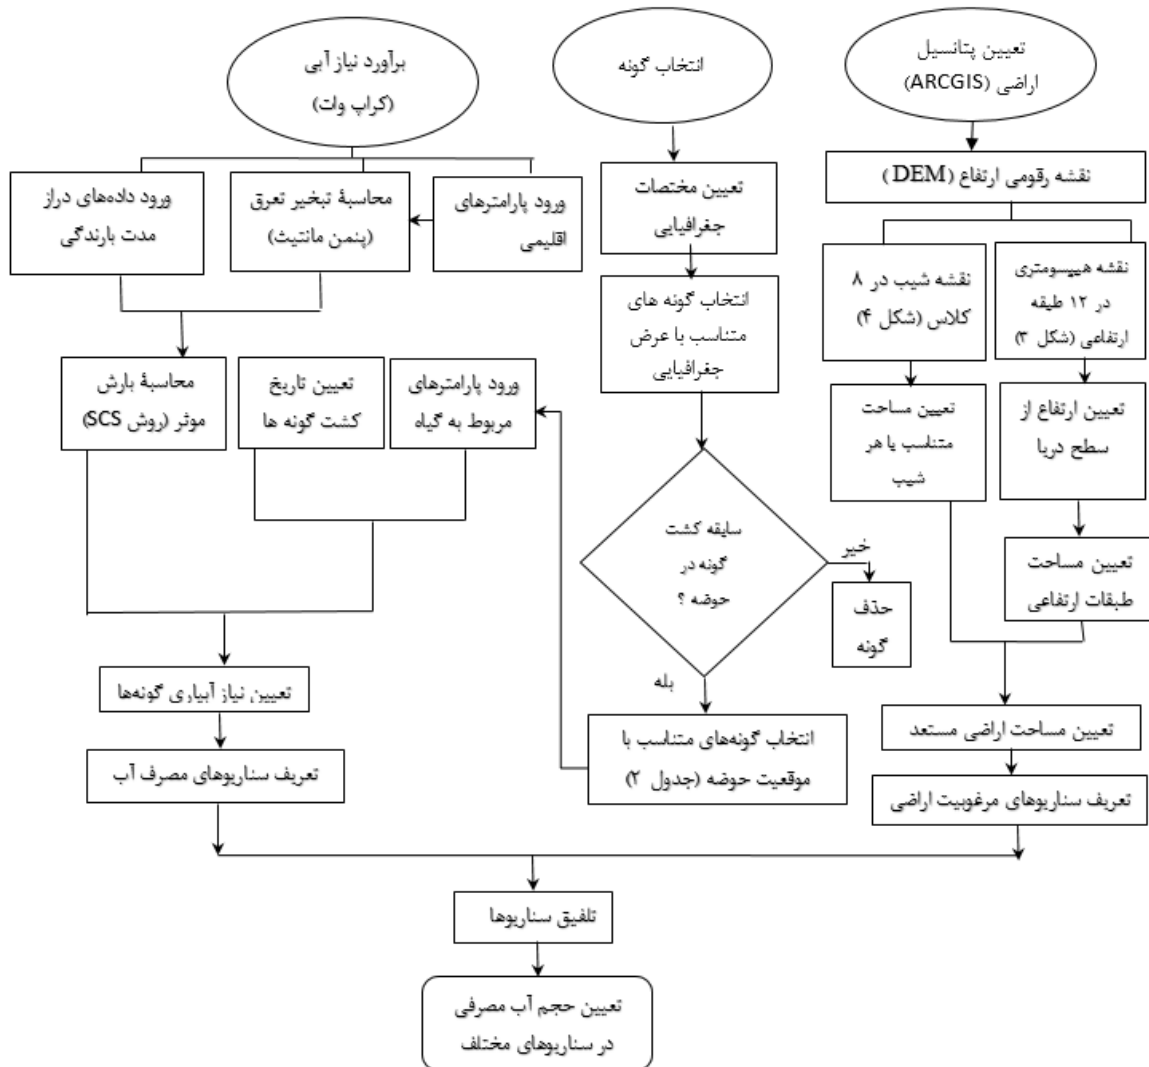 تعیین پتانسیل
اراضی (ARCGIS)
نقشه رقومی ارتفاع (DEM)
نقشه هیپسومتری
در ۱۲ طبقه
ارتفاعی (شکل ۳)
نقشه شیب در ۸
کلاس (شکل ۴)
تعیین ارتفاع از
سطح دریا
تعیین مساحت
متناسب یا هر
شیب
تعیین مساحت
طبقات ارتفاعی
تعیین مساحت اراضی مستعد
تعریف سناریوهای مرغوبیت اراضی
انتخاب گونه
تعیین مختصات
جغرافیایی
انتخاب گونه های
متناسب با عرض
جغرافیایی
سابقه کشت
گونه در
حوضه ؟
خیر
حذف
گونه
بله
انتخاب گونه‌های متناسب با
موقعیت حوضه (جدول ۲)
برآورد نیاز آبی
(کراپ وات)
ورود پارامترهای
اقلیمی
محاسبهٔ تبخیر تعرق
(پنمن مانتیث)
ورود داده‌های دراز
مدت بارندگی
ورود پارامترهای
مربوط به گیاه
تعیین تاریخ
کشت گونه ها
محاسبهٔ بارش
موثر (روش SCS)
تعیین نیاز آبیاری گونه‌ها
تعریف سناریوهای مصرف آب
تلفیق سناریوها
تعیین حجم آب مصرفی
در سناریوهای مختلف